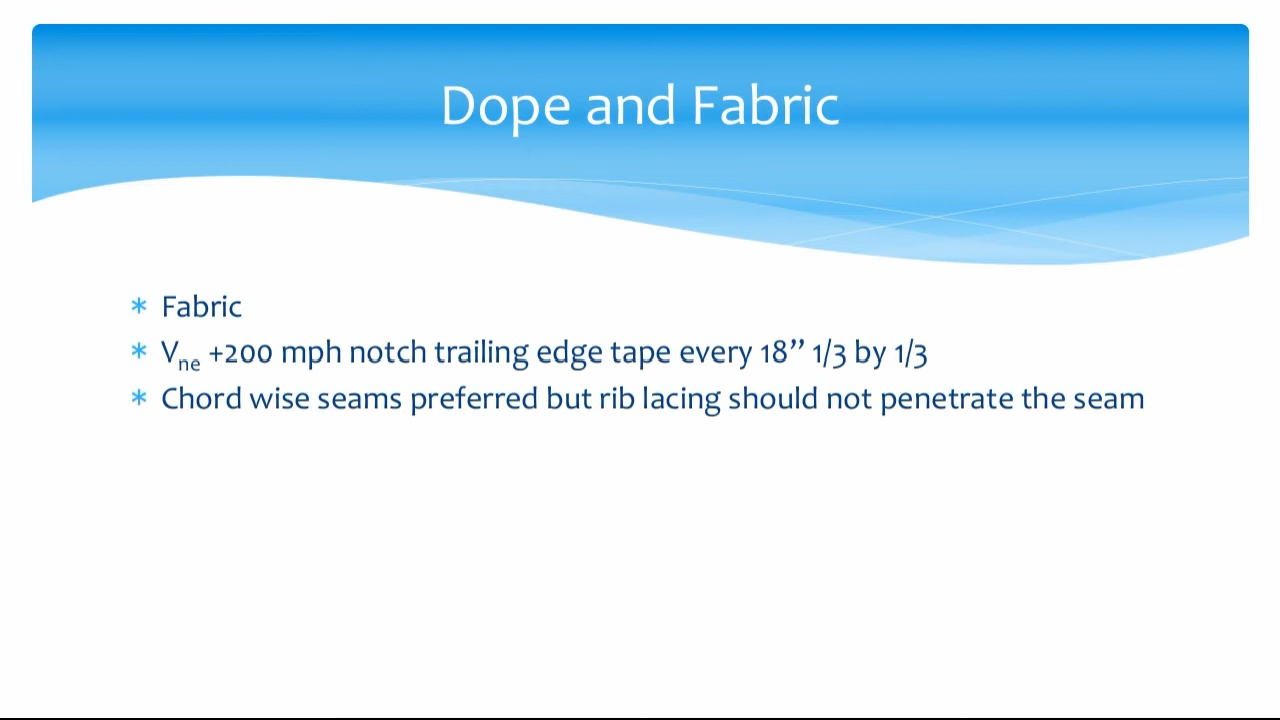 Dope and Fabric
* Fabric
* Vne +200 mph notch trailing edge tape every 18” 1/3 by 1/3
* Chord wise seams preferred but rib lacing should not penetrate the seam